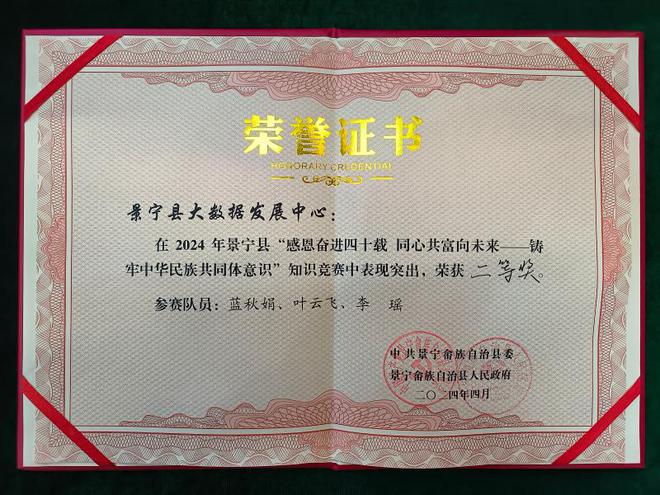 荣誉证书
HONORARY CREDENTIAL
景宁县大数据发展中心：
在 2024 年景宁县“感恩奋进四十载 同心共富向未来——铸
牢中华民族共同体意识”知识竞赛中表现突出，荣获 二等奖。
参赛队员：蓝秋娟、叶云飞、李 瑶
中共景宁畲族自治县委
景宁畲族自治县人民政府
二〇二四年四月